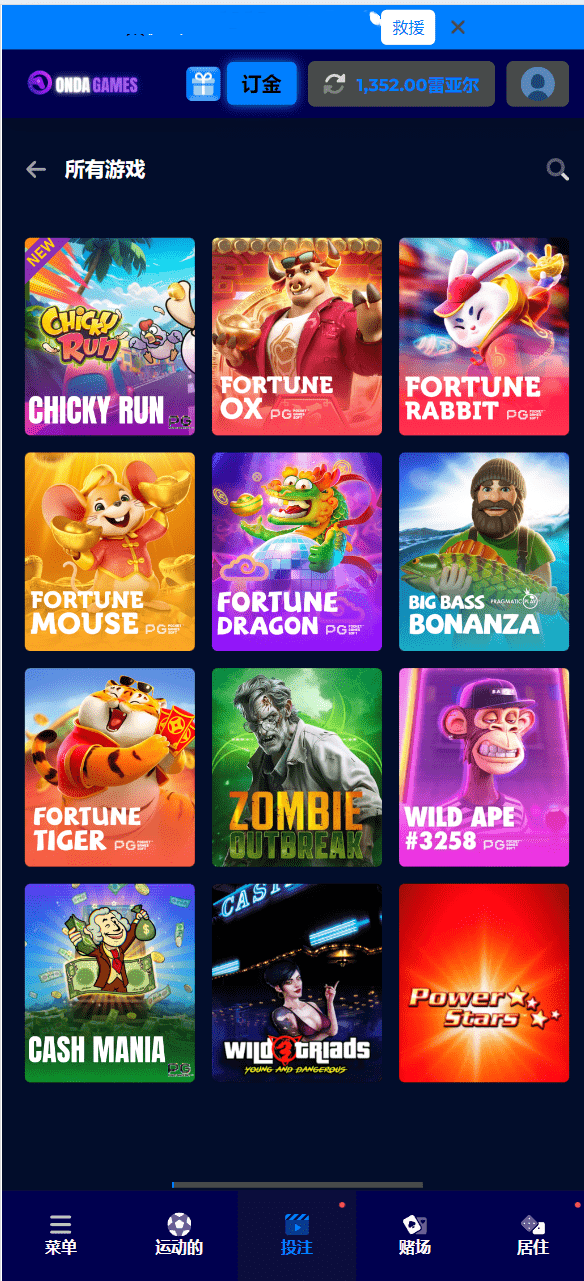 救援
ONDA GAMES
订金
1,352.00雷亚尔
所有游戏
NEW
CHICKY
RUN
CHICKY RUN
PG
FORTUNE
OX
PG
FORTUNE
RABBIT
PG
FORTUNE
MOUSE
PG
FORTUNE
DRAGON
PG
BIG BASS
PRAGMATIC PLAY
BONANZA
FORTUNE
TIGER
PG
ZOMBIE
OUTBREAK
WILD APE
#3258
PG
CASH MANIA
PG
WILD TRIADS
YOUNG AND DANGEROUS
Power
Stars
菜单
运动的
投注
赌场
居住